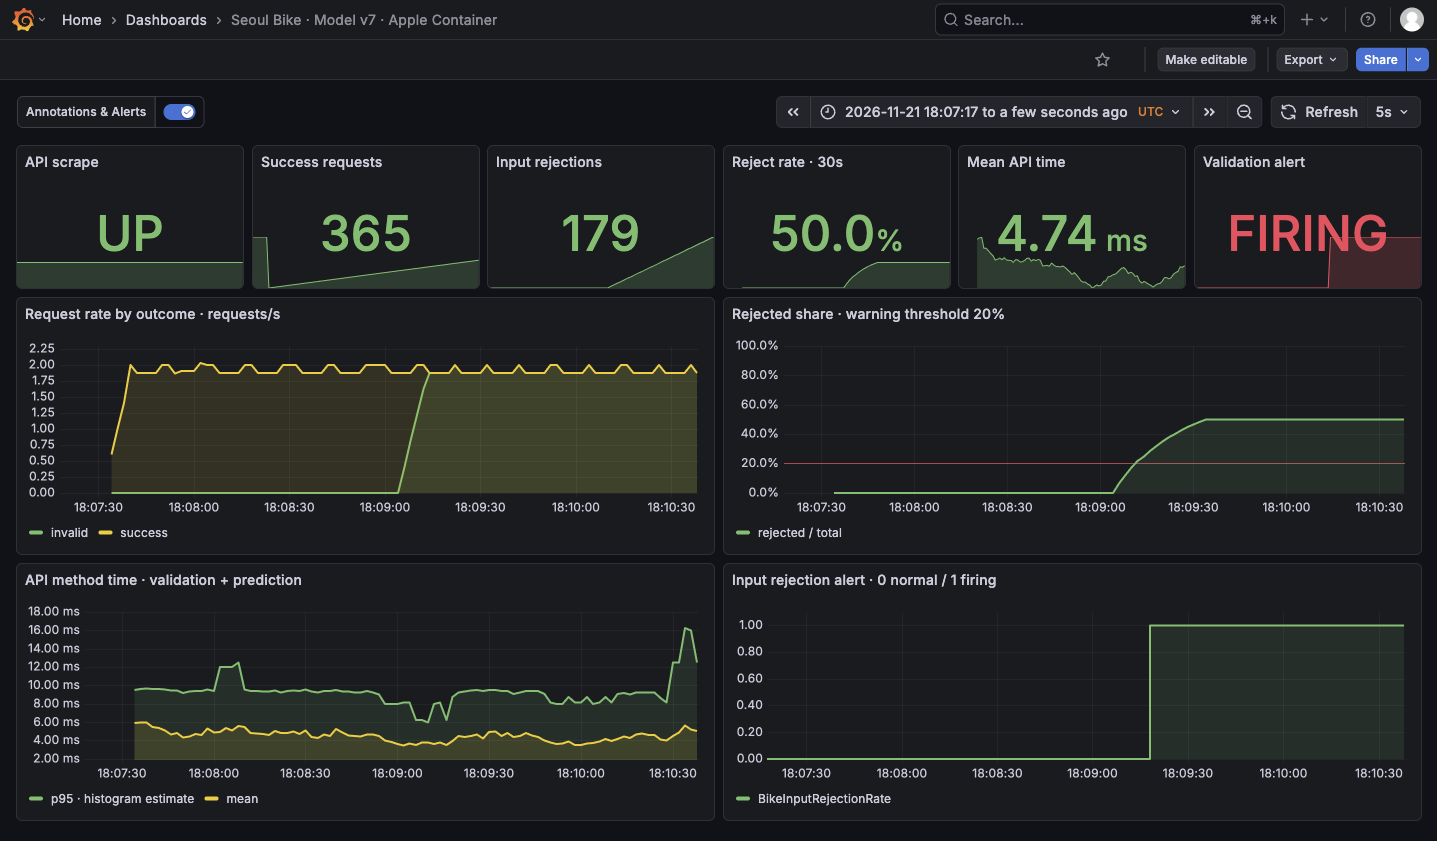 Home › Dashboards › Seoul Bike · Model v7 · Apple Container
Search... ⌘+k
Make editable Export Share
Annotations & Alerts
2026-11-21 18:07:17 to a few seconds ago UTC
Refresh 5s
API scrape
UP
Success requests
365
Input rejections
179
Reject rate · 30s
50.0%
Mean API time
4.74 ms
Validation alert
FIRING
Request rate by outcome · requests/s
2.25
2.00
1.75
1.50
1.25
1.00
0.75
0.50
0.25
0.00
18:07:30 18:08:00 18:08:30 18:09:00 18:09:30 18:10:00 18:10:30
invalid success
Rejected share · warning threshold 20%
100.0%
80.0%
60.0%
40.0%
20.0%
0.0%
18:07:30 18:08:00 18:08:30 18:09:00 18:09:30 18:10:00 18:10:30
rejected / total
API method time · validation + prediction
18.00 ms
16.00 ms
14.00 ms
12.00 ms
10.00 ms
8.00 ms
6.00 ms
4.00 ms
2.00 ms
18:07:30 18:08:00 18:08:30 18:09:00 18:09:30 18:10:00 18:10:30
p95 · histogram estimate mean
Input rejection alert · 0 normal / 1 firing
1.00
0.80
0.60
0.40
0.20
0.00
18:07:30 18:08:00 18:08:30 18:09:00 18:09:30 18:10:00 18:10:30
BikeInputRejectionRate